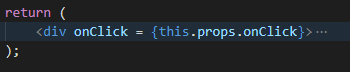 return (
<div onClick = {this.props.onClick}>…
);